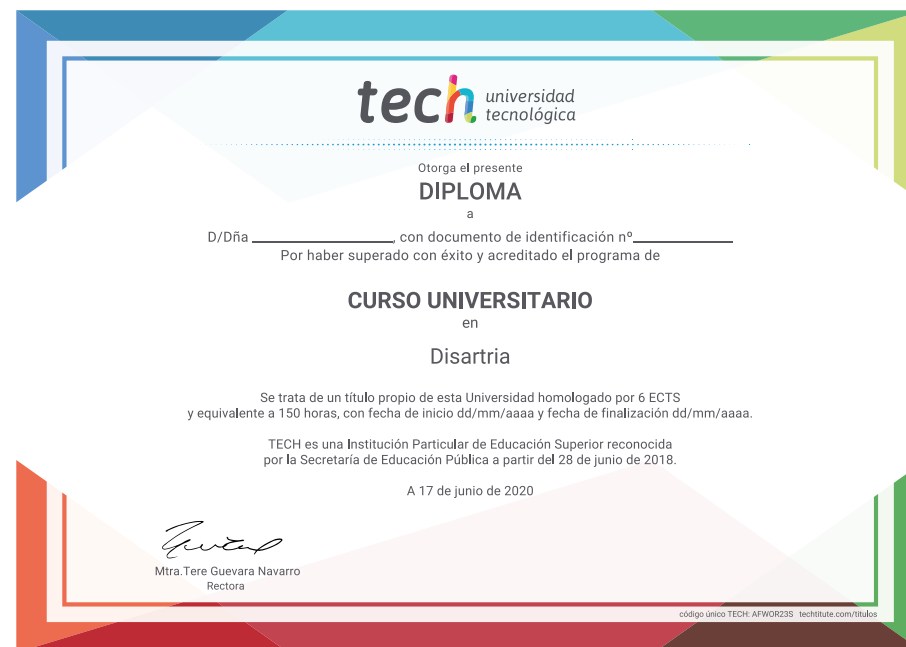 tech universidad
tecnológica
Otorga el presente
DIPLOMA
a
D/Dña ____________________, con documento de identificación nº______________
Por haber superado con éxito y acreditado el programa de
CURSO UNIVERSITARIO
en
Disartria
Se trata de un título propio de esta Universidad homologado por 6 ECTS
y equivalente a 150 horas, con fecha de inicio dd/mm/aaaa y fecha de finalización dd/mm/aaaa.
TECH es una Institución Particular de Educación Superior reconocida
por la Secretaría de Educación Pública a partir del 28 de junio de 2018.
A 17 de junio de 2020
Mtra.Tere Guevara Navarro
Rectora
código único TECH: AFWOR23S techtitute.com/titulos